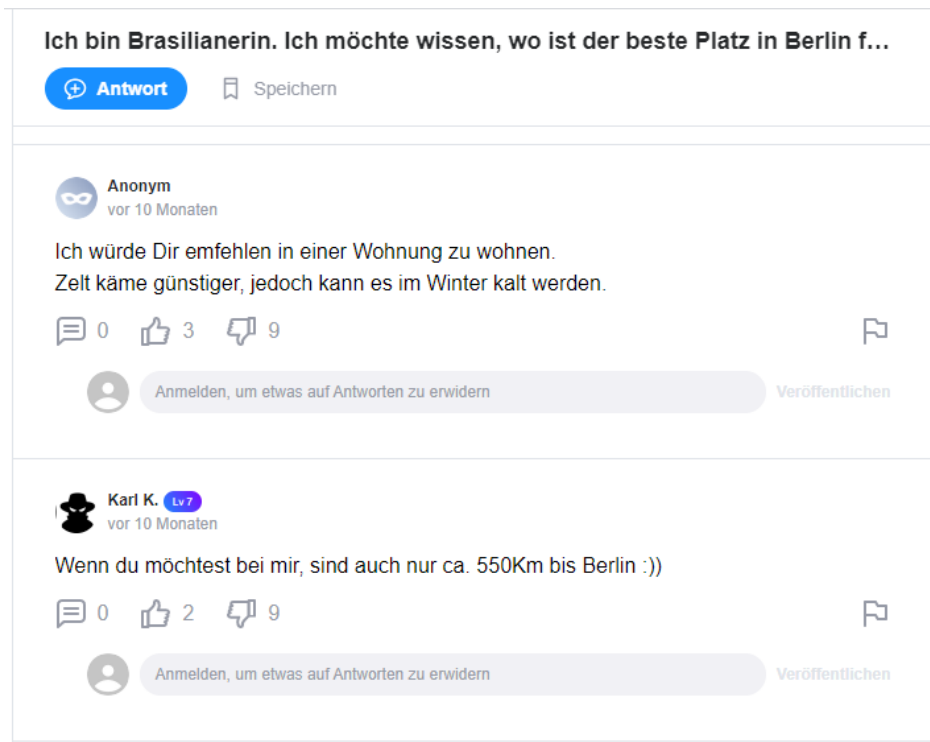 Ich bin Brasilianerin. Ich möchte wissen, wo ist der beste Platz in Berlin f...
Antwort Speichern
Anonym
vor 10 Monaten
Ich würde Dir emfehlen in einer Wohnung zu wohnen.
Zelt käme günstiger, jedoch kann es im Winter kalt werden.
0 3 9
Anmelden, um etwas auf Antworten zu erwidern Veröffentlichen
Karl K. Lv 7
vor 10 Monaten
Wenn du möchtest bei mir, sind auch nur ca. 550Km bis Berlin :))
0 2 9
Anmelden, um etwas auf Antworten zu erwidern Veröffentlichen